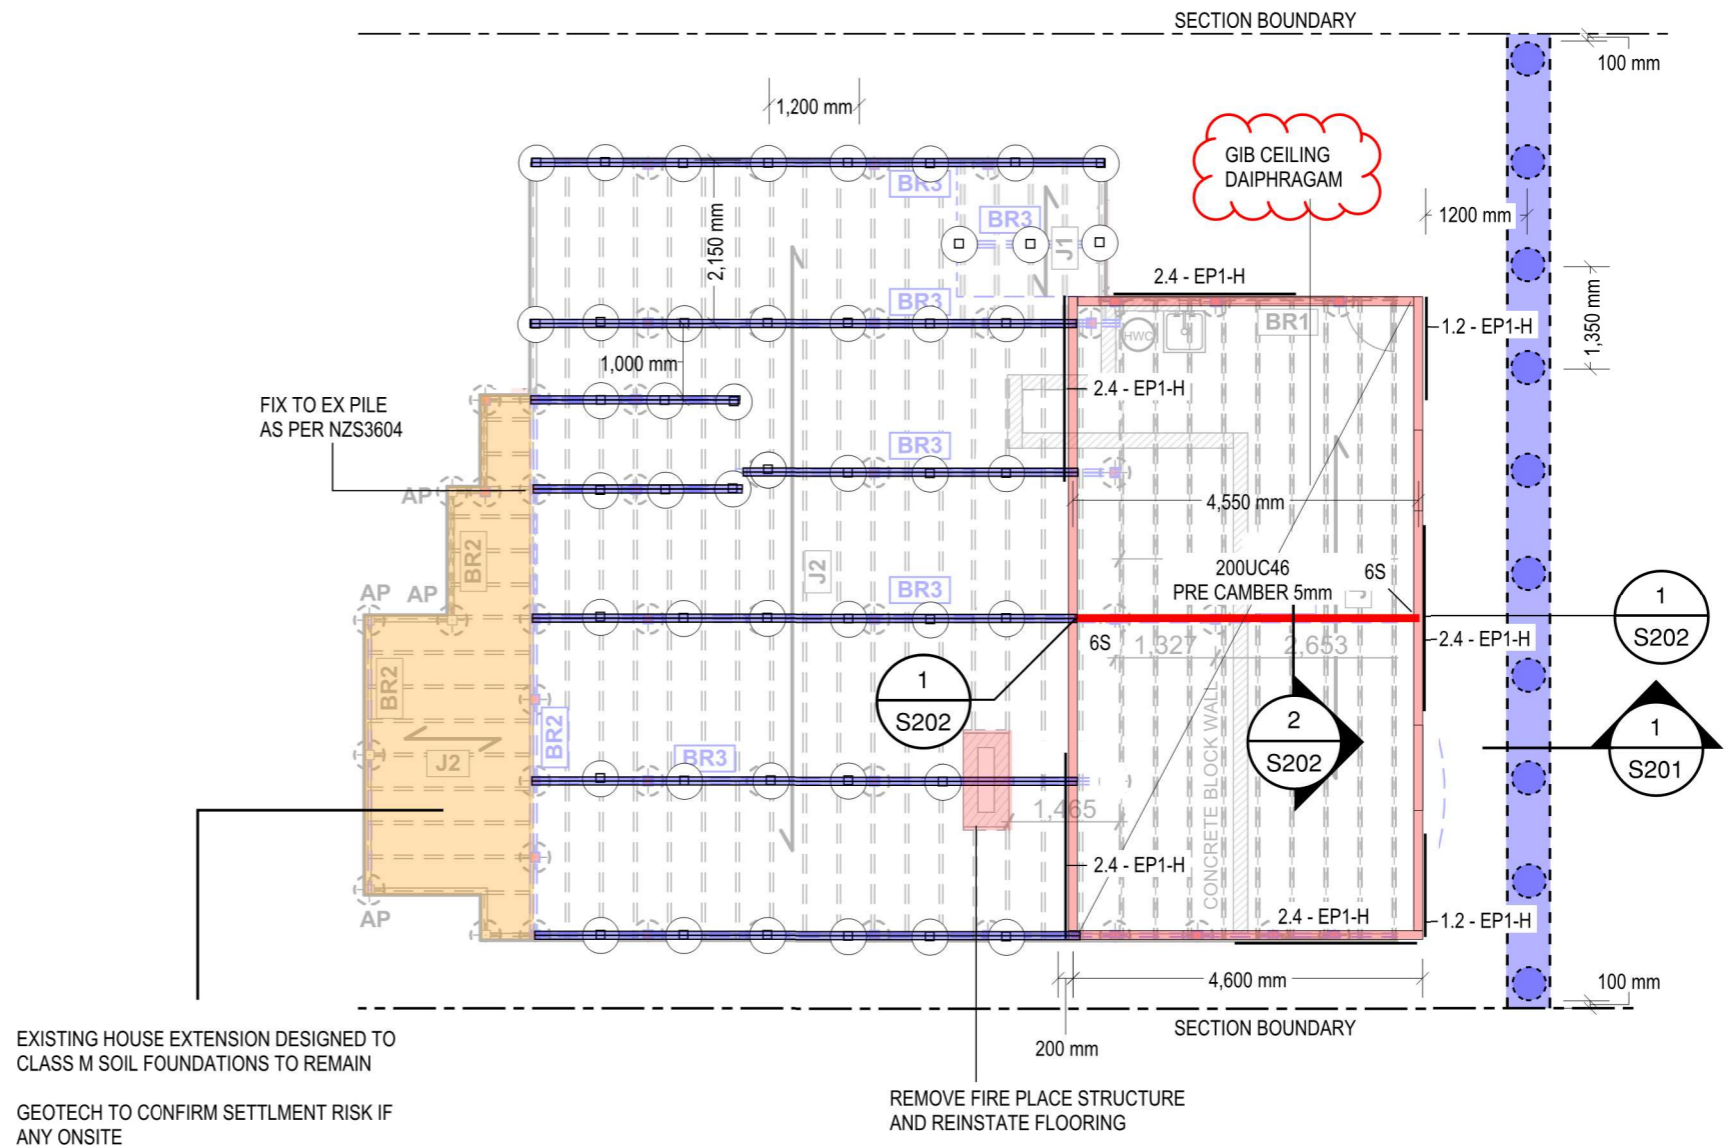 SECTION BOUNDARY
100 mm
1,200 mm
GIB CEILING
DAIPHRAGAM
BR3
BR3
1200 mm
2,150 mm
J1
2.4 - EP1-H
BR3
HWC
BR1
1.2 - EP1-H
1,350 mm
1,000 mm
2.4 - EP1-H
FIX TO EX PILE
AS PER NZS3604
BR3
AP
4,550 mm
BR2
J2
200UC46
PRE CAMBER 5mm
6S
J
BR3
AP
AP
1
S202
6S
1,327
2,653
2.4 - EP1-H
BR2
1
S202
CONCRETE BLOCK WALL
2
S202
1
S201
BR2
BR3
J2
1,465
2.4 - EP1-H
AP
2.4 - EP1-H
1.2 - EP1-H
4,600 mm
100 mm
SECTION BOUNDARY
200 mm
EXISTING HOUSE EXTENSION DESIGNED TO
CLASS M SOIL FOUNDATIONS TO REMAIN
GEOTECH TO CONFIRM SETTLMENT RISK IF
ANY ONSITE
REMOVE FIRE PLACE STRUCTURE
AND REINSTATE FLOORING